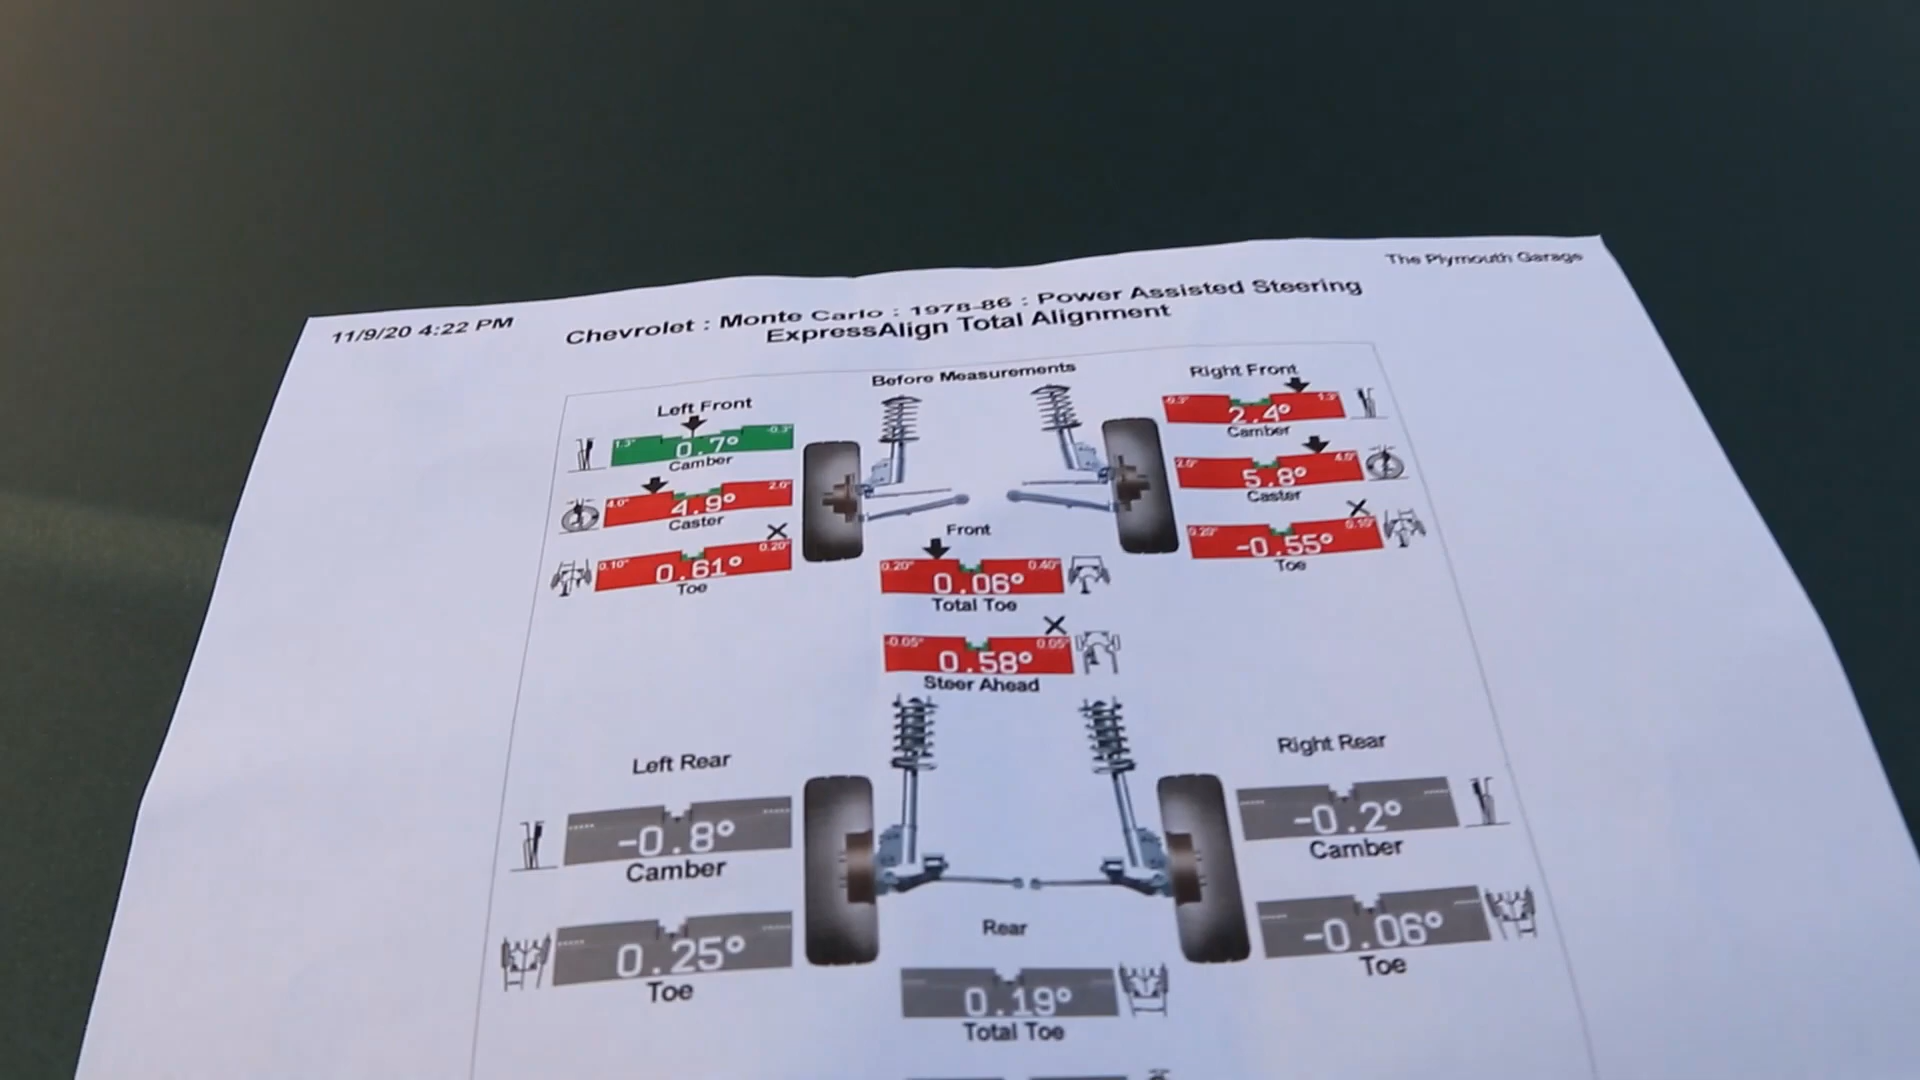 The Plymouth Garage
11/9/20 4:22 PM
Chevrolet : Monte Carlo : 1978-86 : Power Assisted Steering
ExpressAlign Total Alignment
Before Measurements
Left Front
1.3° -0.3°
0.7°
Camber
4.0° 2.0°
4.9°
Caster
0.10° 0.20°
0.61°
Toe
Right Front
-0.3° 1.3°
2.4°
Camber
2.0° 4.0°
5.8°
Caster
0.20° 0.10°
-0.55°
Toe
Front
0.20° 0.40°
0.06°
Total Toe
-0.05° 0.05°
0.58°
Steer Ahead
Left Rear
-0.8°
Camber
0.25°
Toe
Right Rear
-0.2°
Camber
-0.06°
Toe
Rear
0.19°
Total Toe